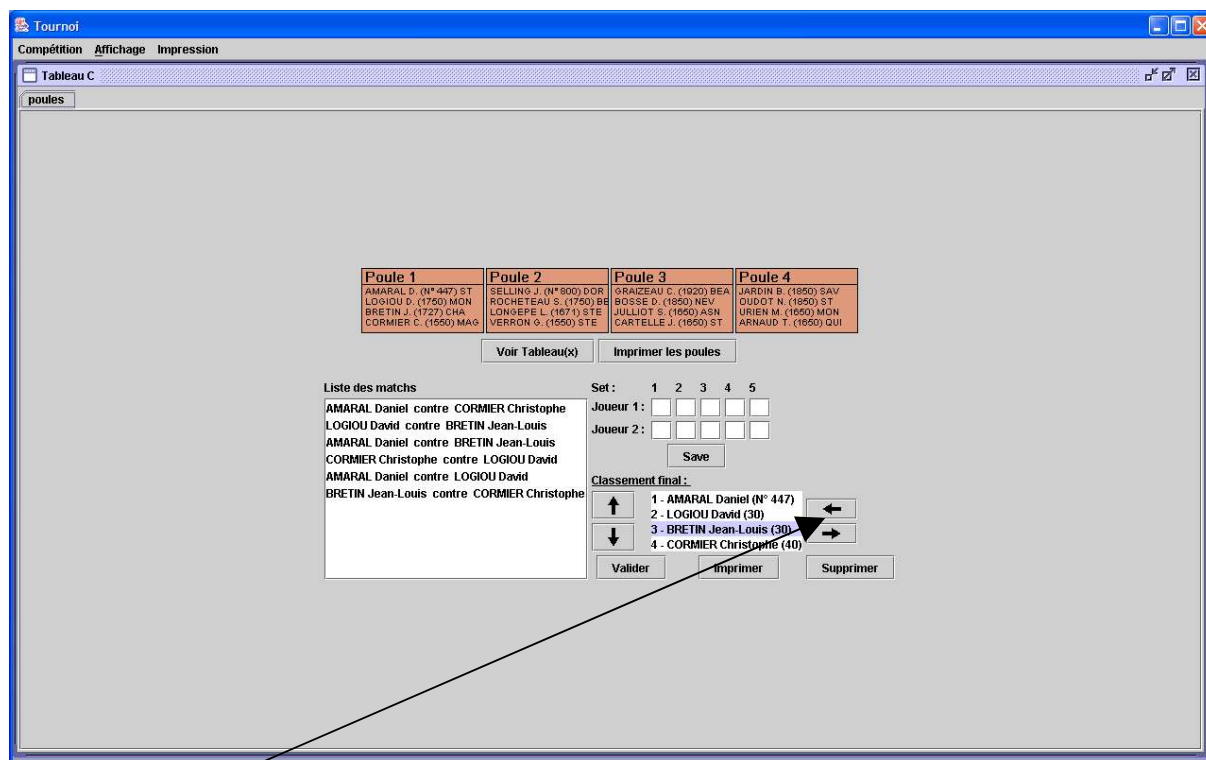 Tournoi
Compétition Affichage Impression
Tableau C
poules
Poule 1
AMARAL D. (N° 447) ST
LOGIOU D. (1750) MON
BRETIN J. (1727) CHA
CORMIER C. (1550) MAG
Poule 2
SELLING J. (N° 800) DOR
ROCHETEAU S. (1750) BE
LONGEPE L. (1671) STE
VERRON G. (1550) STE
Poule 3
GRAIZEAU C. (1920) BEA
BOSSE D. (1850) NEV
JULLIOT S. (1650) ASN
CARTELLE J. (1650) ST
Poule 4
JARDIN B. (1850) SAV
OUDOT N. (1850) ST
URIEN M. (1650) MON
ARNAUD T. (1650) QUI
Voir Tableau(x) Imprimer les poules
Liste des matchs
AMARAL Daniel contre CORMIER Christophe
LOGIOU David contre BRETIN Jean-Louis
AMARAL Daniel contre BRETIN Jean-Louis
CORMIER Christophe contre LOGIOU David
AMARAL Daniel contre LOGIOU David
BRETIN Jean-Louis contre CORMIER Christophe
Set : 1 2 3 4 5
Joueur 1 :
Joueur 2 :
Save
Classement final :
1 - AMARAL Daniel (N° 447)
2 - LOGIOU David (30)
3 - BRETIN Jean-Louis (30)
4 - CORMIER Christophe (40)
Valider Imprimer Supprimer